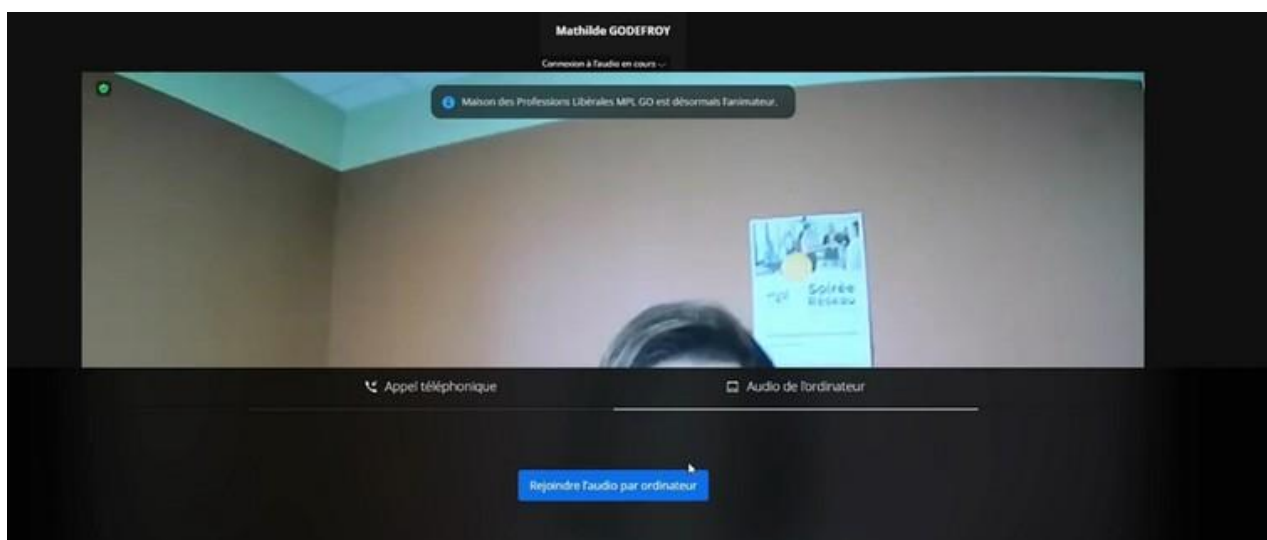 Mathilde GODEFROY
Connexion à l'audio en cours
Maison des Professions Libérales MPL GO est désormais l'animateur.
Soirée
Réseau
Appel téléphonique
Audio de l'ordinateur
Rejoindre l'audio par ordinateur